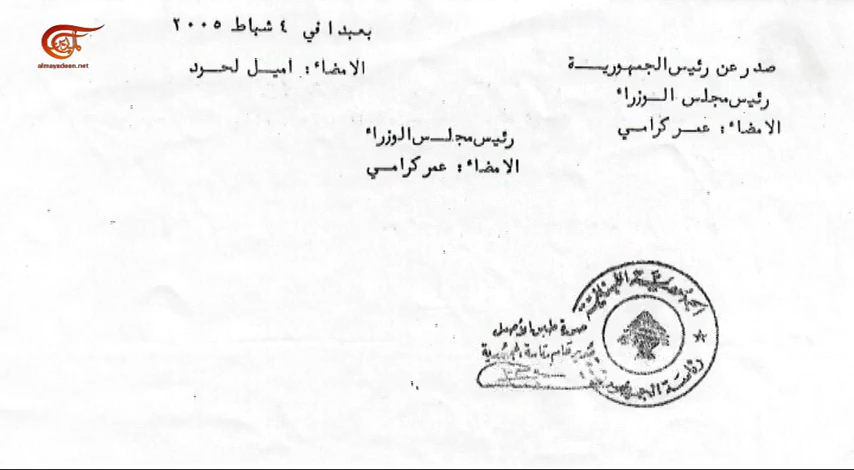 الميادين
almayadeen.net
بعبدا في ٤ شباط ٢٠٠٥
الامضاء: اميل لحود
صدر عن رئيس الجمهورية
رئيس مجلس الوزراء
الامضاء: عمر كرامي
رئيس مجلس الوزراء
الامضاء: عمر كرامي
الجمهورية اللبنانية
رئاسة الجمهورية
صورة طبق الأصل